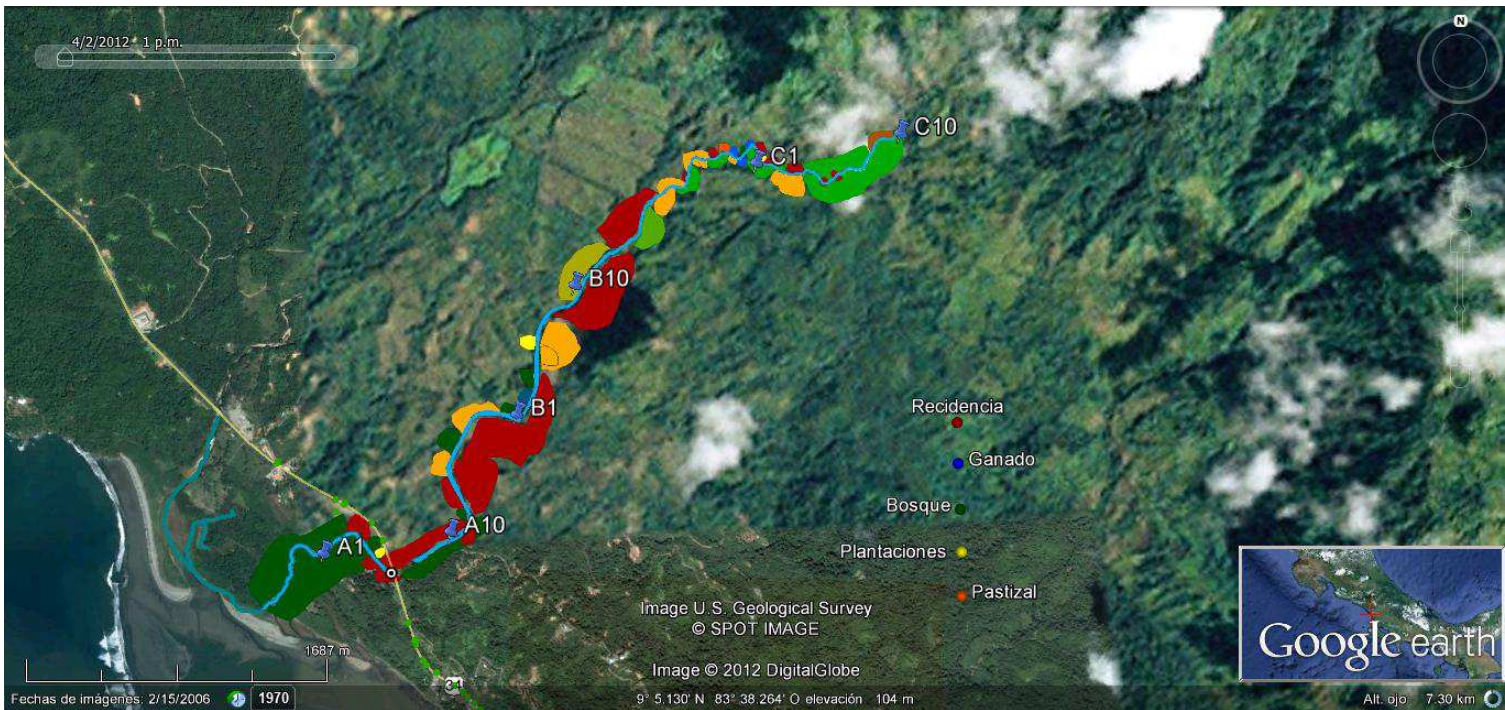 4/2/2012 1 p.m.
N
C10
C1
B10
B1
A10
A1
Recidencia
Ganado
Bosque
Plantaciones
Pastizal
Image U.S. Geological Survey
© SPOT IMAGE
Image © 2012 DigitalGlobe
1687 m
34
Google earth
Fechas de imágenes: 2/15/2006
1970
9° 5.130' N 83° 38.264' O elevación 104 m
Alt. ojo 7.30 km